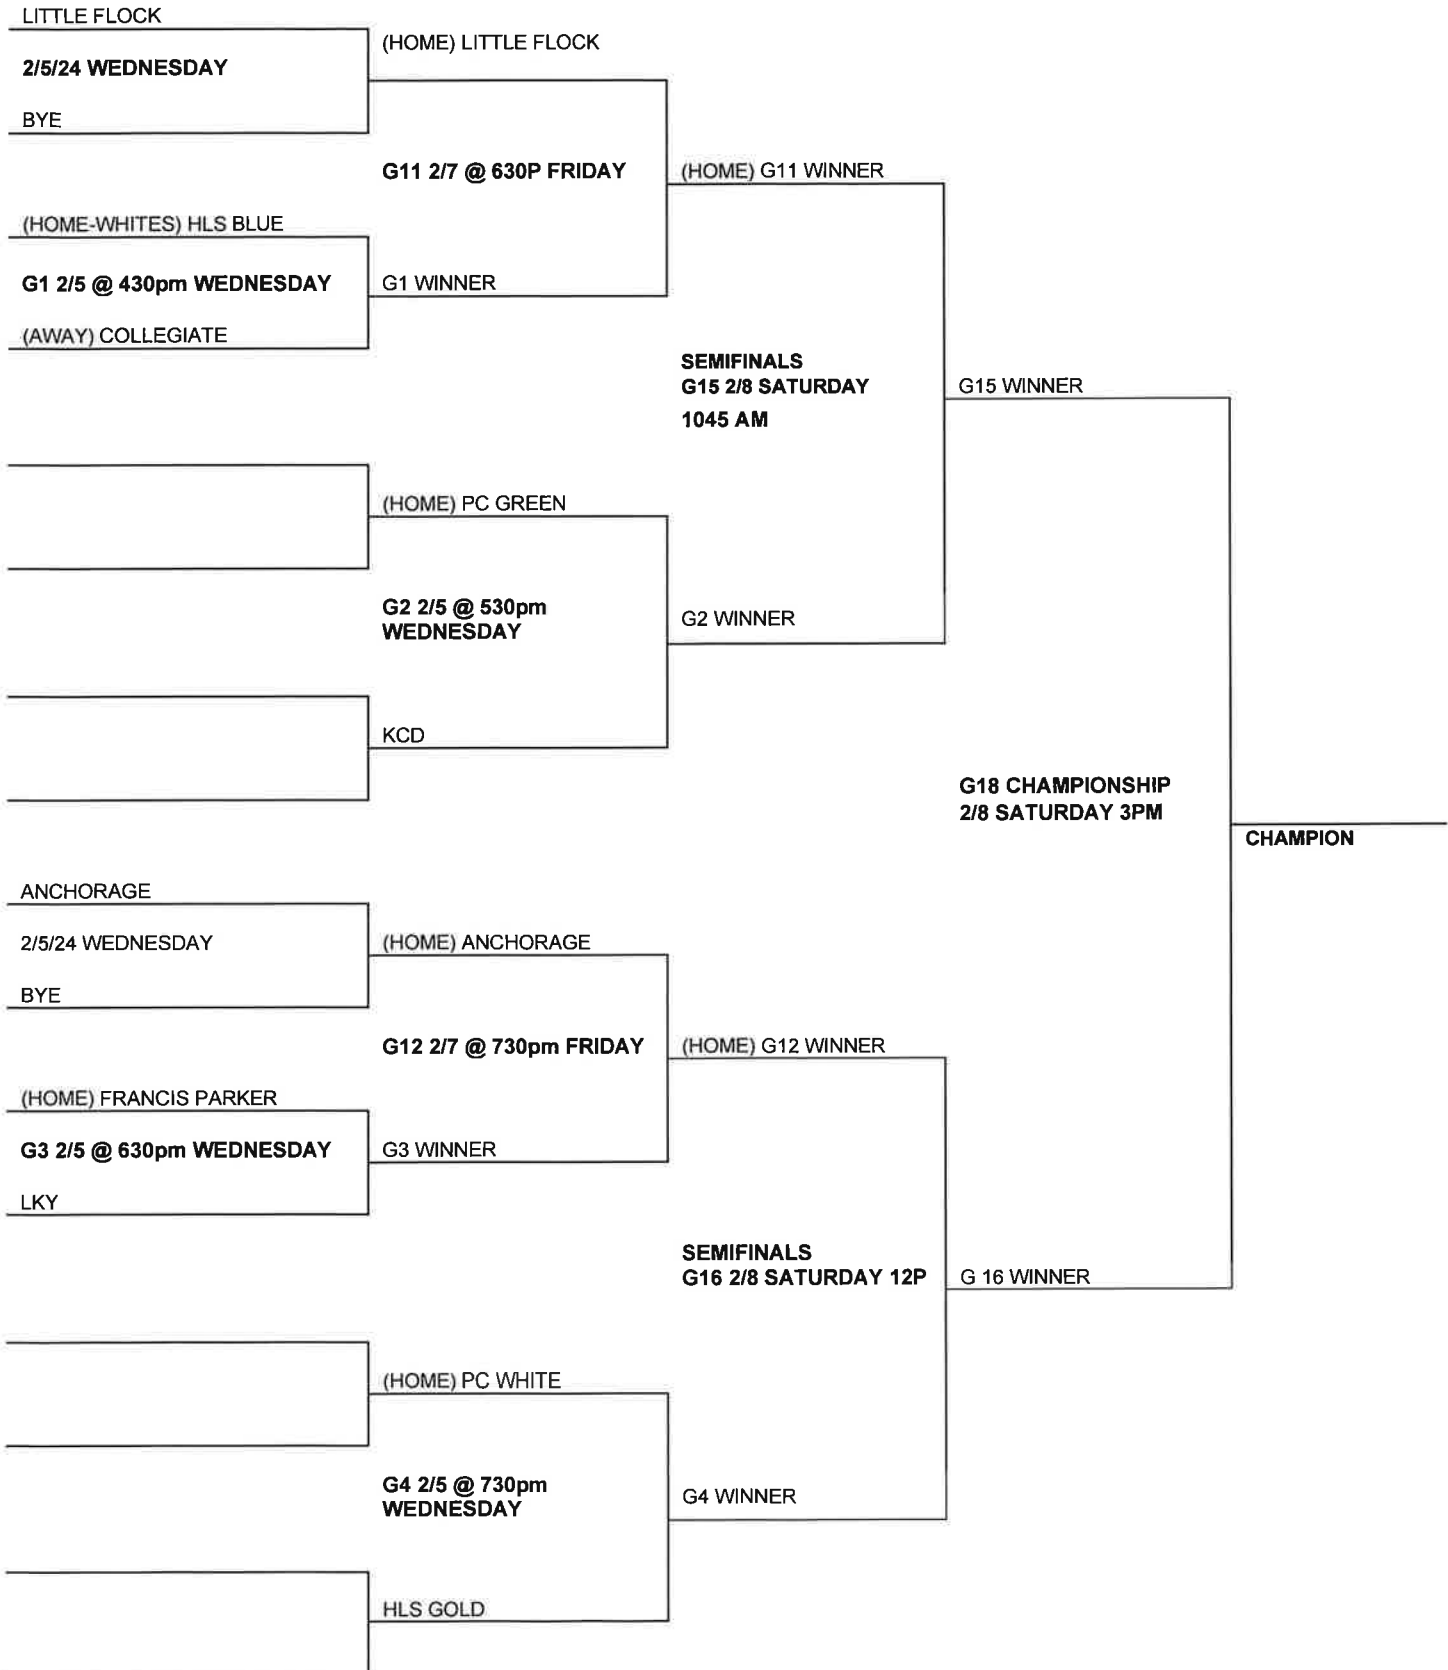 LITTLE FLOCK
(HOME) LITTLE FLOCK
2/5/24 WEDNESDAY
BYE
G11 2/7 @ 630P FRIDAY
(HOME) G11 WINNER
(HOME-WHITES) HLS BLUE
G1 2/5 @ 430pm WEDNESDAY
G1 WINNER
(AWAY) COLLEGIATE
SEMIFINALS
G15 2/8 SATURDAY
1045 AM
G15 WINNER
(HOME) PC GREEN
G2 2/5 @ 530pm
WEDNESDAY
G2 WINNER
KCD
G18 CHAMPIONSHIP
2/8 SATURDAY 3PM
CHAMPION
ANCHORAGE
2/5/24 WEDNESDAY
(HOME) ANCHORAGE
BYE
G12 2/7 @ 730pm FRIDAY
(HOME) G12 WINNER
(HOME) FRANCIS PARKER
G3 2/5 @ 630pm WEDNESDAY
G3 WINNER
LKY
SEMIFINALS
G16 2/8 SATURDAY 12P
G 16 WINNER
(HOME) PC WHITE
G4 2/5 @ 730pm
WEDNESDAY
G4 WINNER
HLS GOLD